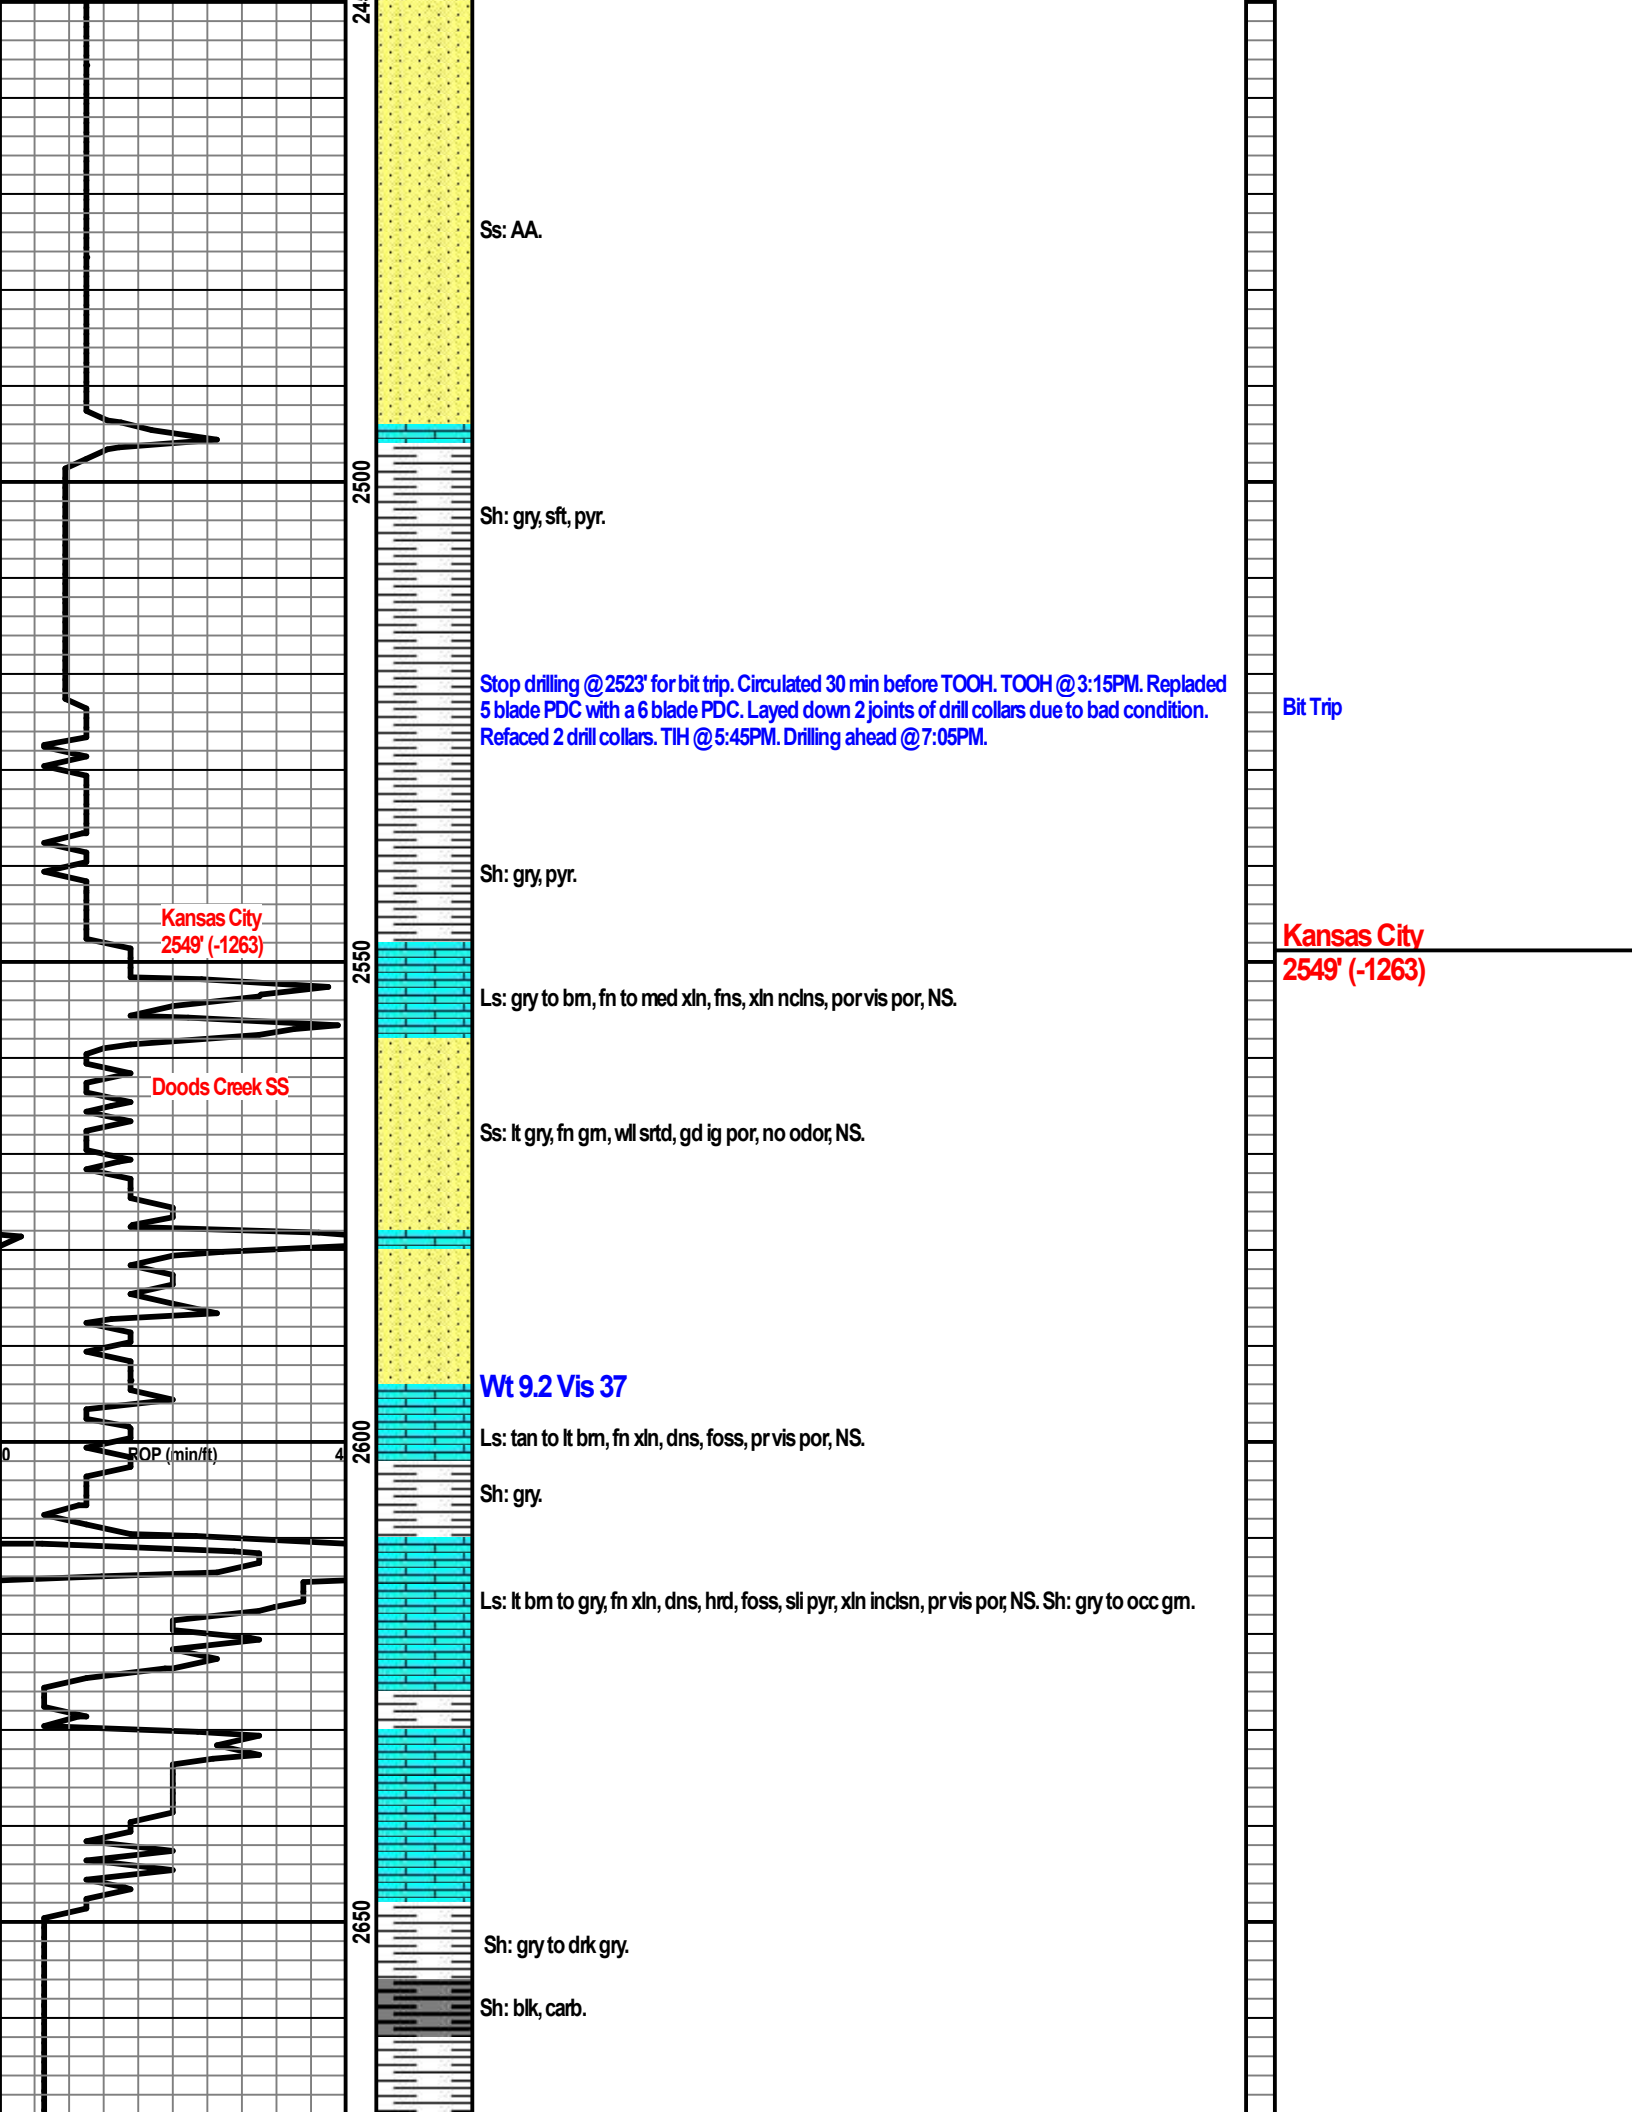 Ss: AA.
2500
Sh: gry, sft, pyr.
Stop drilling @ 2523' for bit trip. Circulated 30 min before TOOH. TOOH @ 3:15PM. Repladed
5 blade PDC with a 6 blade PDC. Layed down 2 joints of drill collars due to bad condition.
Refaced 2 drill collars. TIH @ 5:45PM. Drilling ahead @ 7:05PM.
Bit Trip
Sh: gry, pyr.
Kansas City
2549' (-1263)
Kansas City
2549' (-1263)
2550
Ls: gry to brn, fn to med xln, fns, xln nclns, por vis por, NS.
Doods Creek SS
Ss: lt gry, fn grn, wll srtd, gd ig por, no odor, NS.
Wt 9.2 Vis 37
Ls: tan to lt brn, fn xln, dns, foss, pr vis por, NS.
2600
0 ROP (min/ft) 4
Sh: gry.
Ls: lt brn to gry, fn xln, dns, hrd, foss, sli pyr, xln inclsn, pr vis por, NS. Sh: gry to occ grn.
2650
Sh: gry to drk gry.
Sh: blk, carb.